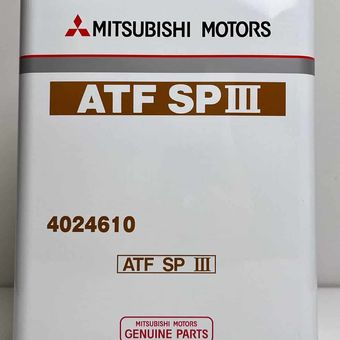 MITSUBISHI MOTORS
ATF SPIII
4024610
ATF SP III
MITSUBISHI MOTORS
GENUINE PARTS